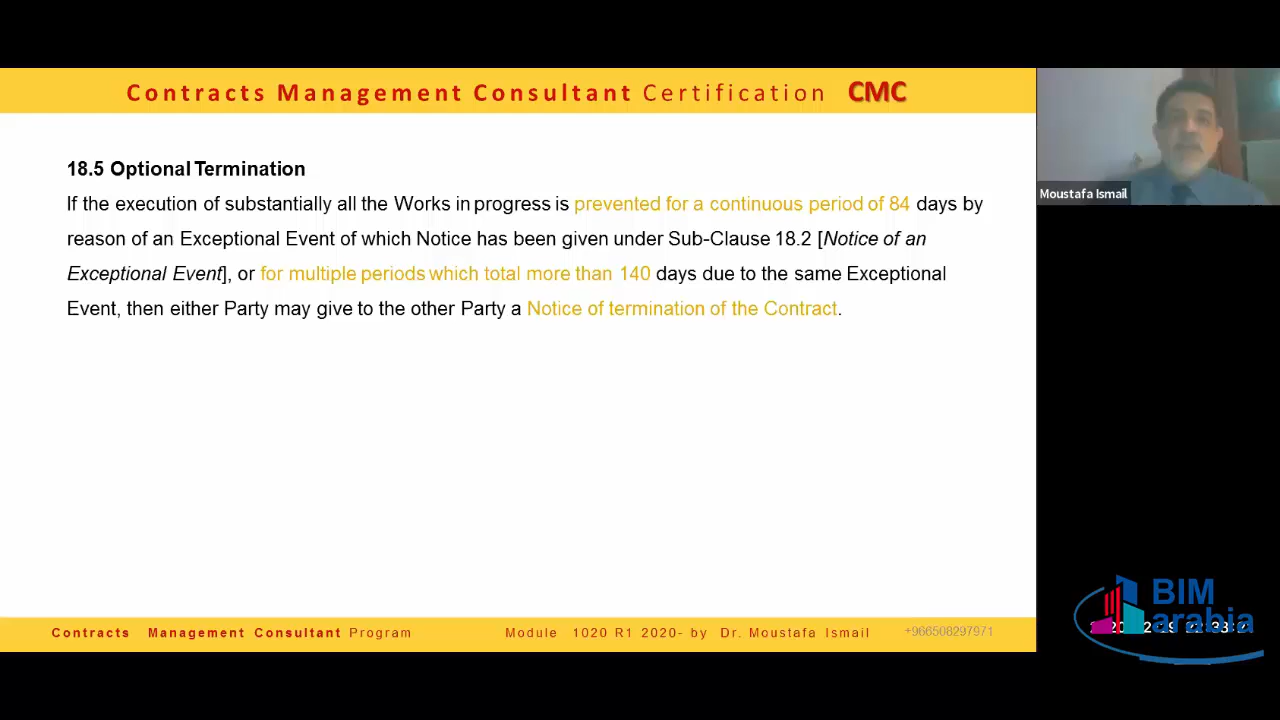 Contracts Management Consultant Certification CMC
18.5 Optional Termination
If the execution of substantially all the Works in progress is prevented for a continuous period of 84 days by
reason of an Exceptional Event of which Notice has been given under Sub-Clause 18.2 [Notice of an
Exceptional Event], or for multiple periods which total more than 140 days due to the same Exceptional
Event, then either Party may give to the other Party a Notice of termination of the Contract.
Moustafa Ismail
Contracts Management Consultant Program
Module 1020 R1 2020- by Dr. Moustafa Ismail
+966508297971
BIM
arabia